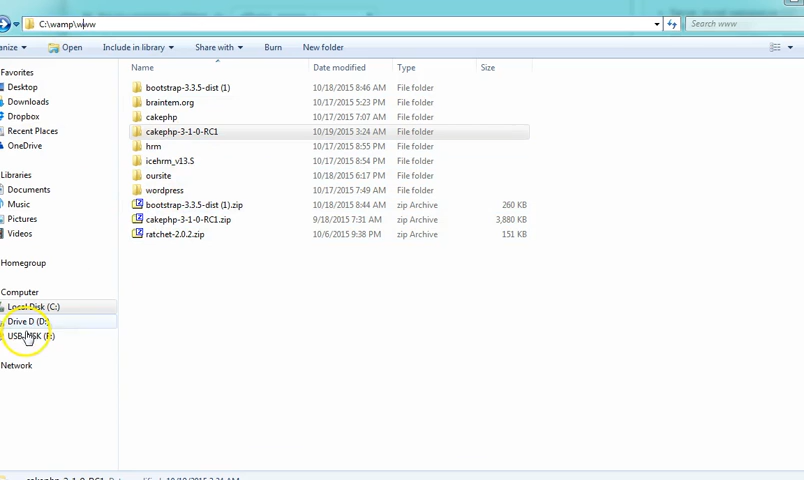 C:\wamp\www
Search www
Open
Include in library
Share with
Burn
New folder
Name
Date modified
Type
Size
Favorites
Desktop
Downloads
Dropbox
Recent Places
OneDrive
Libraries
Documents
Music
Pictures
Videos
Homegroup
Computer
Local Disk (C:)
Drive D (D:)
Network
bootstrap-3.3.5-dist (1) 10/18/2015 8:46 AM File folder
braintem.org 10/17/2015 5:23 PM File folder
cakephp 10/17/2015 7:07 AM File folder
cakephp-3-1-0-RC1 10/19/2015 3:24 AM File folder
hrm 10/17/2015 8:55 PM File folder
icehrm_v13.S 10/17/2015 8:54 PM File folder
oursite 10/18/2015 6:17 PM File folder
wordpress 10/17/2015 7:49 AM File folder
bootstrap-3.3.5-dist (1).zip 10/18/2015 8:44 AM zip Archive 260 KB
cakephp-3-1-0-RC1.zip 9/18/2015 7:31 AM zip Archive 3,880 KB
ratchet-2.0.2.zip 10/6/2015 9:38 PM zip Archive 151 KB